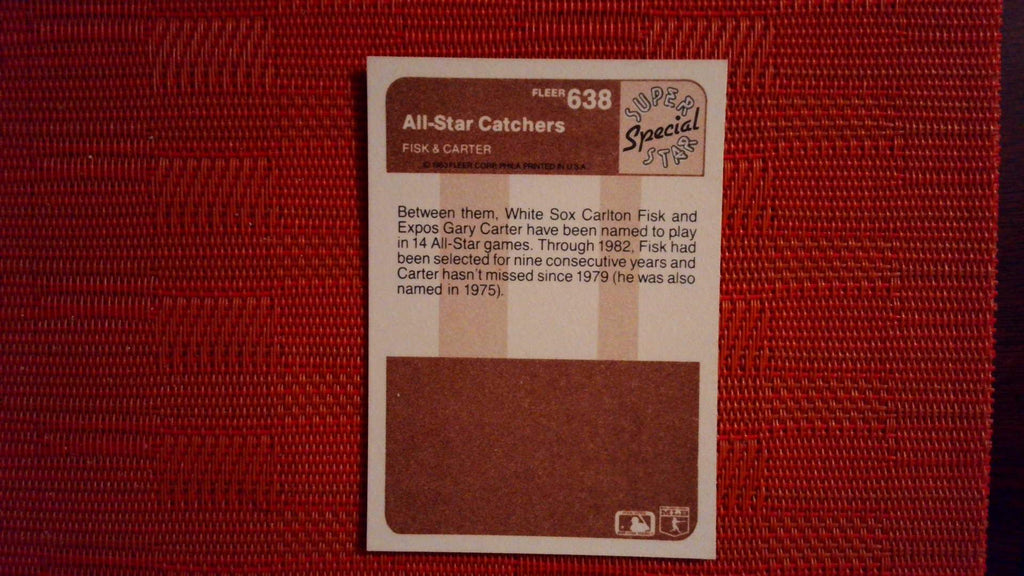 FLEER 638
SUPER
Special
STAR
All-Star Catchers
FISK & CARTER
© 1983 FLEER CORP. PHILA. PRINTED IN U.S.A.
Between them, White Sox Carlton Fisk and
Expos Gary Carter have been named to play
in 14 All-Star games. Through 1982, Fisk had
been selected for nine consecutive years and
Carter hasn't missed since 1979 (he was also
named in 1975).
MLB